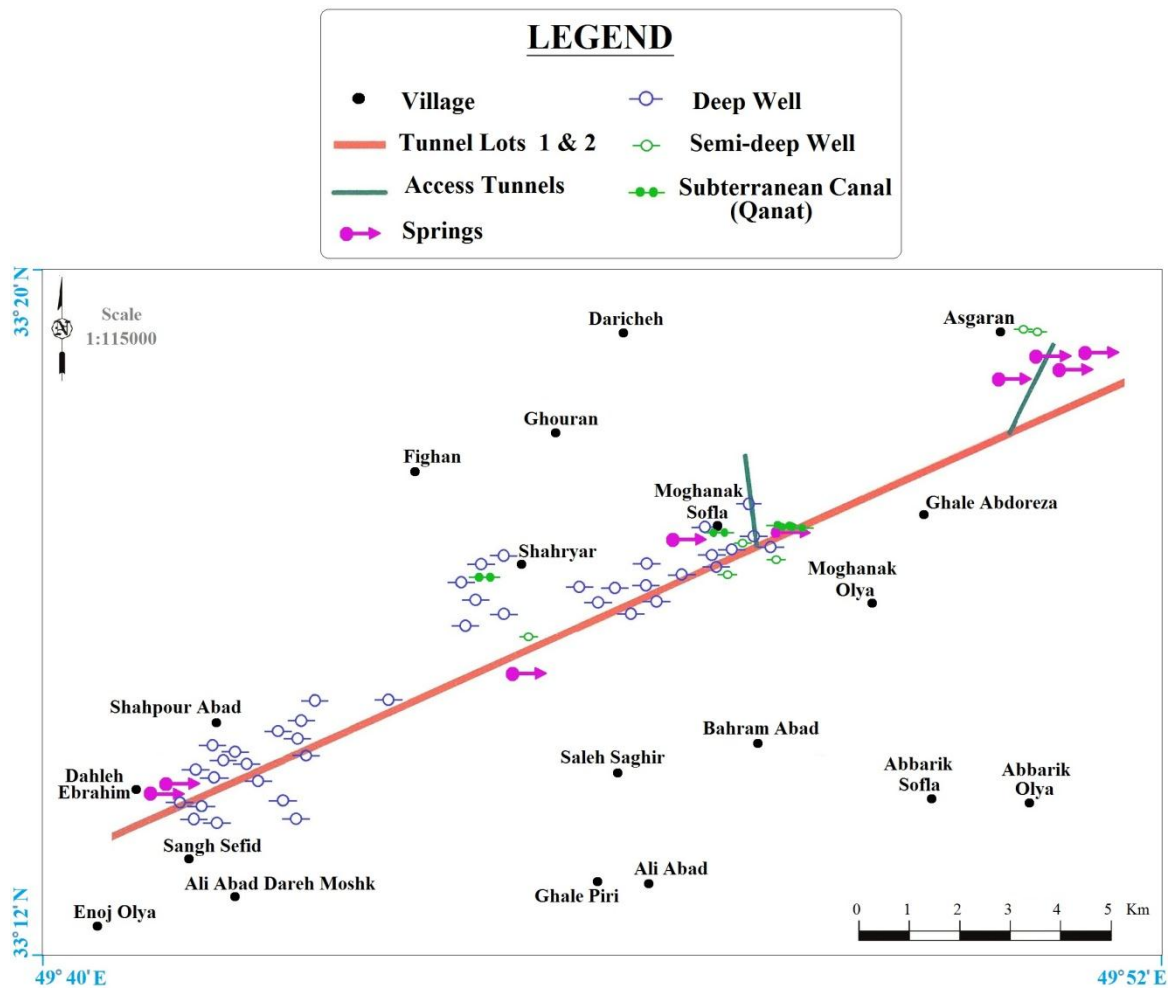 LEGEND
Village
Deep Well
Tunnel Lots 1 & 2
Semi-deep Well
Access Tunnels
Subterranean Canal
(Qanat)
Springs
33° 20' N
N
Scale
1:115000
Daricheh
Asgaran
Ghouran
Fighan
Moghanak
Sofla
Ghale Abdoreza
Shahryar
Moghanak
Olya
Shahpour Abad
Bahram Abad
Saleh Saghir
Dahleh
Ebrahim
Abbarik
Sofla
Abbarik
Olya
Sangh Sefid
Ali Abad Dareh Moshk
Ghale Piri
Ali Abad
Enoj Olya
0 1 2 3 4 5 Km
33° 12' N
49° 40' E
49° 52' E